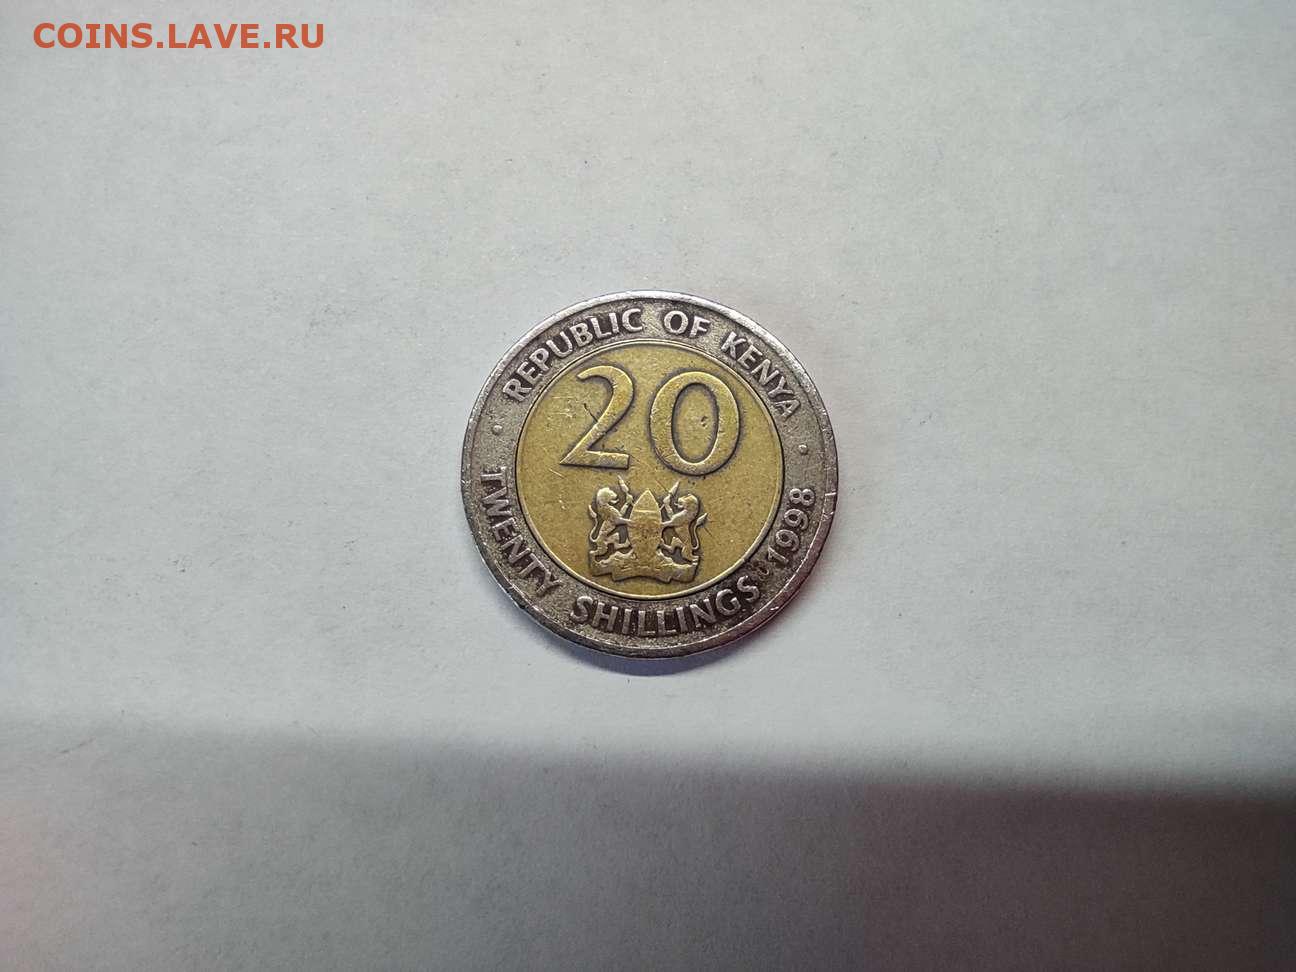 COINS.LAVE.RU
REPUBLIC OF KENYA
20
TWENTY SHILLINGS 1998